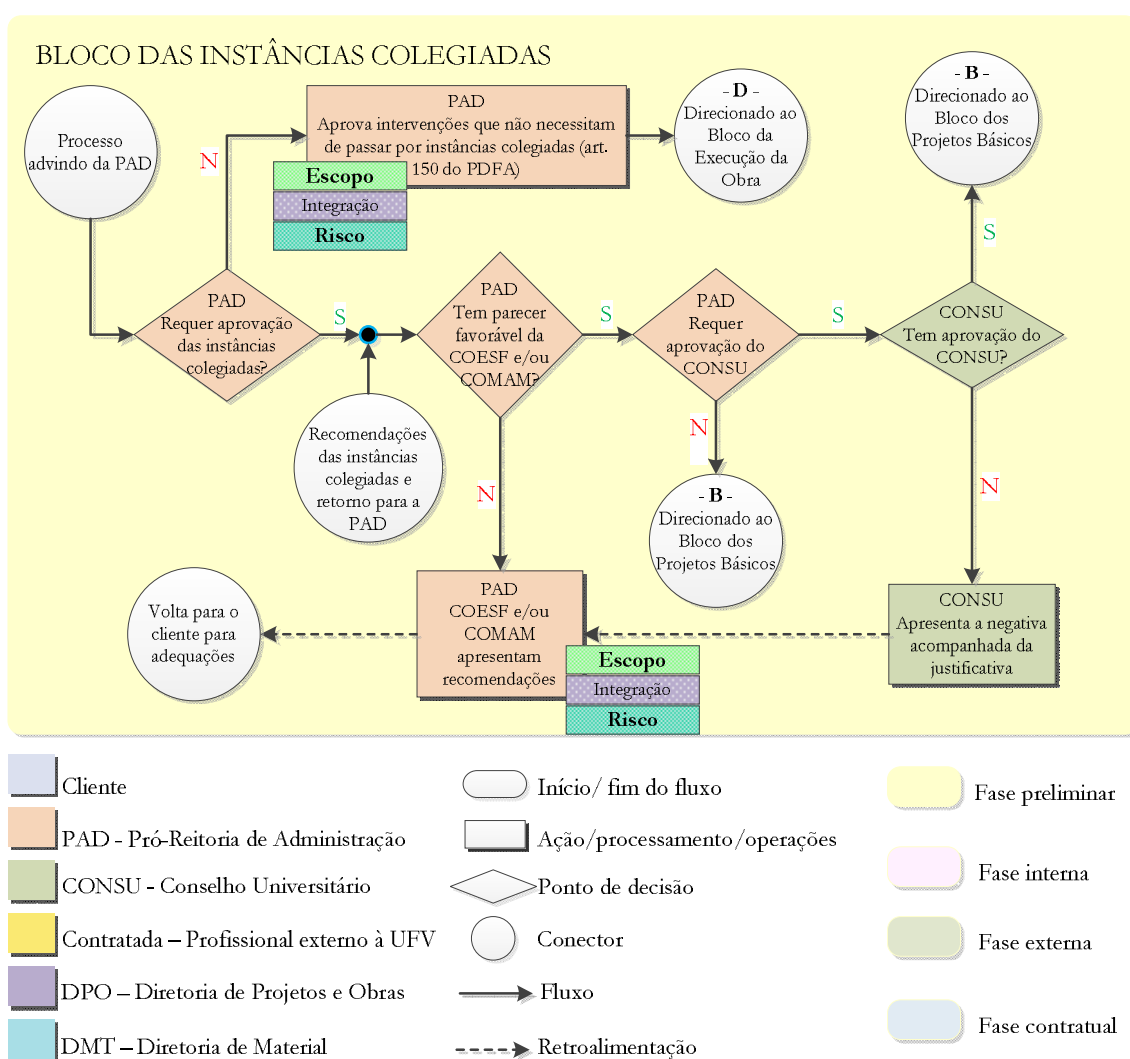 BLOCO DAS INSTÂNCIAS COLEGIADAS
Processo
advindo da PAD
N
PAD
Aprova intervenções que não necessitam
de passar por instâncias colegiadas (art.
150 do PDFA)
Escopo
Integração
Risco
- D -
Direcionado ao
Bloco da
Execução da
Obra
- B -
Direcionado ao
Bloco dos
Projetos Básicos
S
PAD
Requer aprovação
das instâncias
colegiadas?
S
PAD
Tem parecer
favorável da
COESF e/ou
COMAM?
S
PAD
Requer
aprovação do
CONSU
S
CONSU
Tem aprovação do
CONSU?
Recomendações
das instâncias
colegiadas e
retorno para a
PAD
N
N
- B -
Direcionado ao
Bloco dos
Projetos Básicos
N
Volta para o
cliente para
adequações
PAD
COESF e/ou
COMAM
apresentam
recomendações
Escopo
Integração
Risco
CONSU
Apresenta a negativa
acompanhada da
justificativa
Cliente
PAD - Pró-Reitoria de Administração
CONSU - Conselho Universitário
Contratada – Profissional externo à UFV
DPO – Diretoria de Projetos e Obras
DMT – Diretoria de Material
Início/ fim do fluxo
Ação/processamento/operações
Ponto de decisão
Conector
Fluxo
Retroalimentação
Fase preliminar
Fase interna
Fase externa
Fase contratual